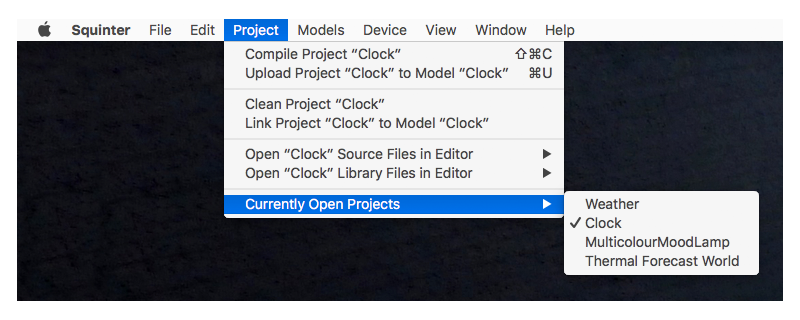 Squinter File Edit Project Models Device View Window Help
Compile Project “Clock” ⇧⌘C
Upload Project “Clock” to Model “Clock” ⌘U
Clean Project “Clock”
Link Project “Clock” to Model “Clock”
Open “Clock” Source Files in Editor
Open “Clock” Library Files in Editor
Currently Open Projects
Weather
✓ Clock
MulticolourMoodLamp
Thermal Forecast World